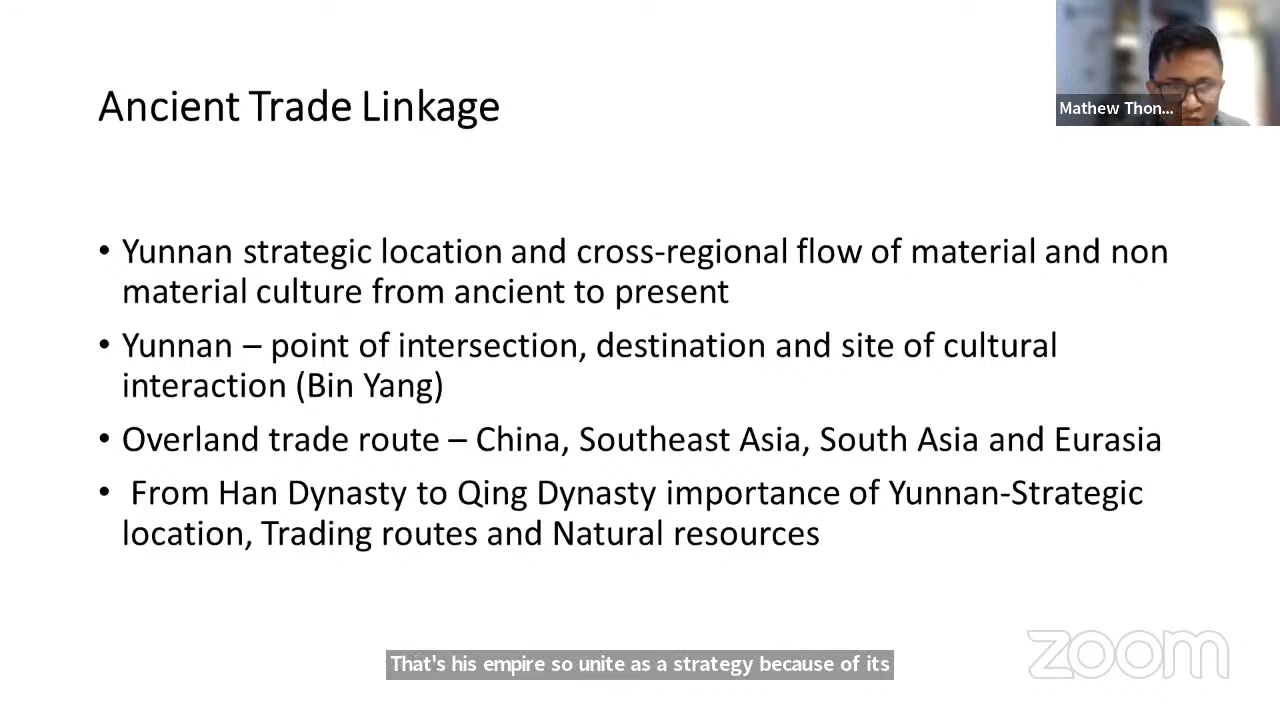 Ancient Trade Linkage
Mathew Thon...
• Yunnan strategic location and cross-regional flow of material and non
material culture from ancient to present
• Yunnan – point of intersection, destination and site of cultural
interaction (Bin Yang)
• Overland trade route – China, Southeast Asia, South Asia and Eurasia
• From Han Dynasty to Qing Dynasty importance of Yunnan-Strategic
location, Trading routes and Natural resources
That's his empire so unite as a strategy because of its
zoom